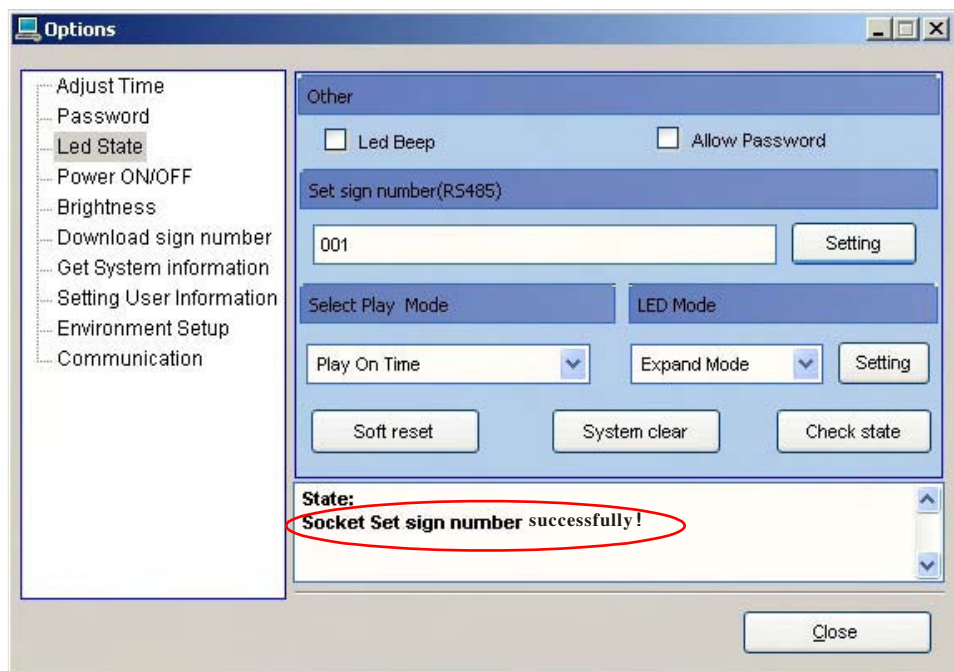 Options
Adjust Time
Password
Led State
Power ON/OFF
Brightness
Download sign number
Get System information
Setting User Information
Environment Setup
Communication
Other
Led Beep
Allow Password
Set sign number(RS485)
001
Setting
Select Play Mode
LED Mode
Play On Time
Expand Mode
Setting
Soft reset
System clear
Check state
State:
Socket Set sign number successfully!
Close